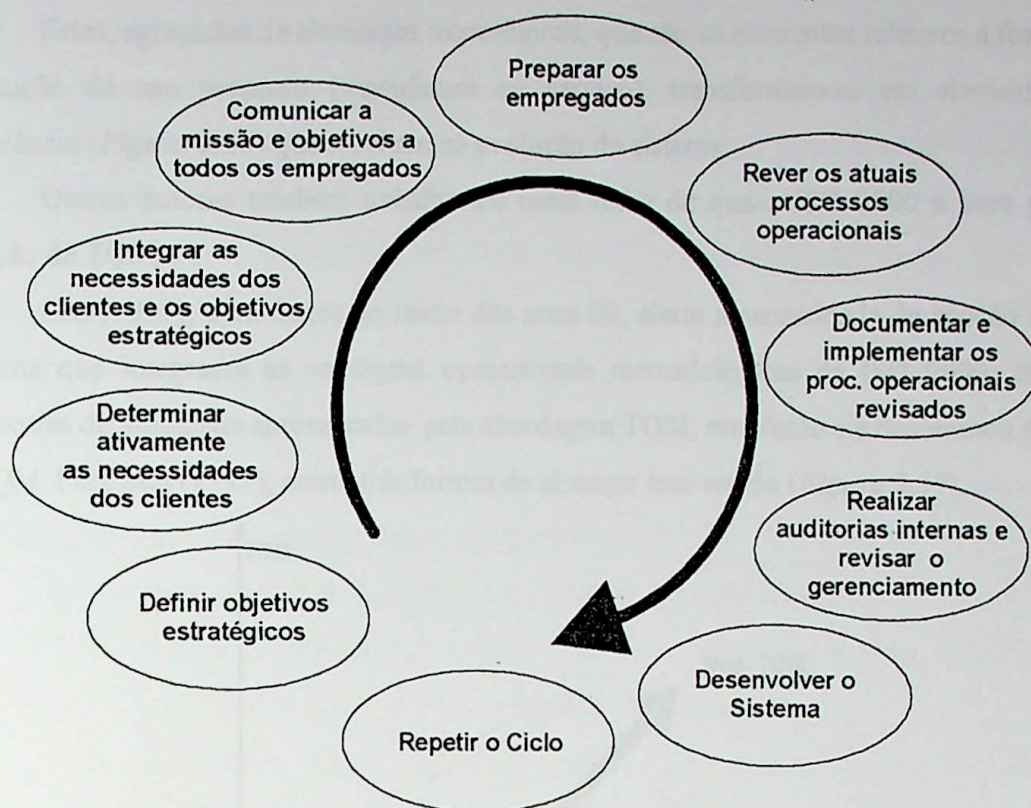 Preparar os
empregados
Comunicar a
missão e objetivos a
todos os empregados
Rever os atuais
processos
operacionais
Integrar as
necessidades dos
clientes e os objetivos
estratégicos
Documentar e
implementar os
proc. operacionais
revisados
Determinar
ativamente
as necessidades
dos clientes
Realizar
auditorias internas e
revisar o
gerenciamento
Definir objetivos
estratégicos
Desenvolver o
Sistema
Repetir o Ciclo